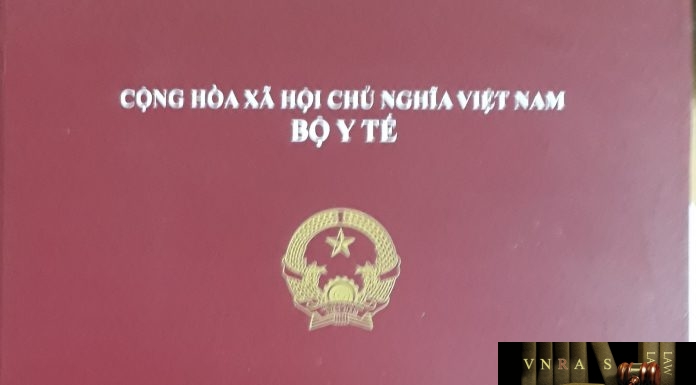 CỘNG HÒA XÃ HỘI CHỦ NGHĨA VIỆT NAM
BỘ Y TẾ
VNRAS
LAW